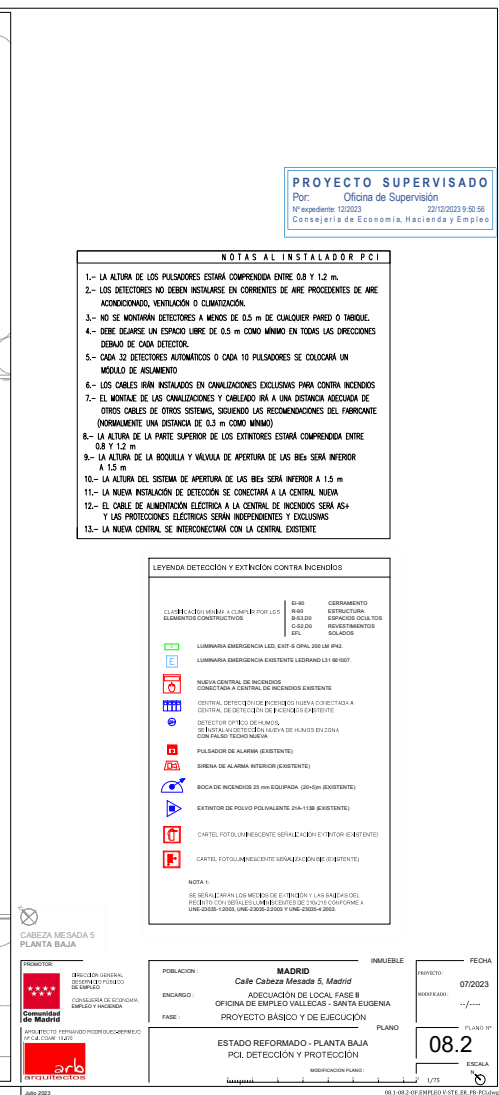 PROYECTO SUPERVISADO
Por: Oficina de Supervisión
Nº expediente: 12/2023 22/12/2023 9:50:56
Consejería de Economía, Hacienda y Empleo
NOTAS AL INSTALADOR PCI
1.- LA ALTURA DE LOS PULSADORES ESTARÁ COMPRENDIDA ENTRE 0.8 Y 1.2 m.
2.- LOS DETECTORES NO DEBEN INSTALARSE EN CORRIENTES DE AIRE PROCEDENTES DE AIRE
ACONDICIONADO, VENTILACIÓN O CLIMATIZACIÓN.
3.- NO SE MONTARÁN DETECTORES A MENOS DE 0.5 m DE CUALQUIER PARED O TABIQUE.
4.- DEBE DEJARSE UN ESPACIO LIBRE DE 0.5 m COMO MÍNIMO EN TODAS LAS DIRECCIONES
DEBAJO DE CADA DETECTOR.
5.- CADA 32 DETECTORES AUTOMÁTICOS O CADA 10 PULSADORES SE COLOCARÁ UN
MÓDULO DE AISLAMIENTO
6.- LOS CABLES IRÁN INSTALADOS EN CANALIZACIONES EXCLUSIVAS PARA CONTRA INCENDIOS
7.- EL MONTAJE DE LAS CANALIZACIONES Y CABLEADO IRÁ A UNA DISTANCIA ADECUADA DE
OTROS CABLES DE OTROS SISTEMAS, SIGUIENDO LAS RECOMENDACIONES DEL FABRICANTE
(NORMALMENTE UNA DISTANCIA DE 0.3 m COMO MÍNIMO)
8.- LA ALTURA DE LA PARTE SUPERIOR DE LOS EXTINTORES ESTARÁ COMPRENDIDA ENTRE
0.8 Y 1.2 m
9.- LA ALTURA DE LA BOQUILLA Y VÁLVULA DE APERTURA DE LAS BIEs SERÁ INFERIOR
A 1.5 m
10.- LA ALTURA DEL SISTEMA DE APERTURA DE LAS BIEs SERÁ INFERIOR A 1.5 m
11.- LA NUEVA INSTALACIÓN DE DETECCIÓN SE CONECTARÁ A LA CENTRAL NUEVA
12.- EL CABLE DE ALIMENTACIÓN ELÉCTRICA A LA CENTRAL DE INCENDIOS SERÁ AS+
Y LAS PROTECCIONES ELÉCTRICAS SERÁN INDEPENDIENTES Y EXCLUSIVAS
13.- LA NUEVA CENTRAL SE INTERCONECTARÁ CON LA CENTRAL EXISTENTE
LEYENDA DETECCIÓN Y EXTINCIÓN CONTRA INCENDIOS
CLASIFICACIÓN MÍNIMA A CUMPLIR POR LOS
ELEMENTOS CONSTRUCTIVOS
EI-90 CERRAMIENTO
R-90 ESTRUCTURA
B-S3,D0 ESPACIOS OCULTOS
C-S2,D0 REVESTIMIENTOS
EFL SOLADOS
LUMINARIA EMERGENCIA LED, EXIT-S OPAL 200 LM IP42.
E LUMINARIA EMERGENCIA EXISTENTE LEDRAND L31 661007.
NUEVA CENTRAL DE INCENDIOS
CONECTADA A CENTRAL DE INCENDIOS EXISTENTE
CENTRAL DETECCIÓN DE INCENDIOS NUEVA CONECTADA A
CENTRAL DE DETECCIÓN DE INCENDIOS EXISTENTE
DETECTOR OPTICO DE HUMOS.
SE INSTALAN DETECCIÓN NUEVA DE HUMOS EN ZONA
CON FALSO TECHO NUEVA
PULSADOR DE ALARMA (EXISTENTE)
SIRENA DE ALARMA INTERIOR (EXISTENTE)
BOCA DE INCENDIOS 25 mm EQUIPADA (20+5)m (EXISTENTE)
EXTINTOR DE POLVO POLIVALENTE 21A-113B (EXISTENTE)
CARTEL FOTOLUMINESCENTE SEÑALIZACIÓN EXTINTOR (EXISTENTE)
CARTEL FOTOLUMINESCENTE SEÑALIZACIÓN BIE (EXISTENTE)
NOTA 1:
SE SEÑALIZARÁN LOS MEDIOS DE EXTINCIÓN Y LAS SALIDAS DEL
RECINTO CON SEÑALES LUMINISCENTES DE 210x210 CONFORME A
UNE-23035-1:2003, UNE-23035-2:2003 Y UNE-23035-4:2003.
CABEZA MESADA 5
PLANTA BAJA
PROMOTOR:
DIRECCIÓN GENERAL
DE EMPLEO
CONSEJERÍA DE ECONOMÍA,
EMPLEO Y HACIENDA
Comunidad
de Madrid
ARQUITECTO: FERNANDO RODRIGUEZ-BERMEJO
arb
arquitectos
INMUEBLE
POBLACION : MADRID
Calle Cabeza Mesada 5, Madrid
ENCARGO : ADECUACIÓN DE LOCAL FASE II
OFICINA DE EMPLEO VALLECAS - SANTA EUGENIA
FASE : PROYECTO BÁSICO Y DE EJECUCIÓN
PLANO
ESTADO REFORMADO - PLANTA BAJA
PCI. DETECCIÓN Y PROTECCIÓN
MODIFICACION PLANO :
FECHA
PROYECTO:
07/2023
MODIFICADO :
--/----
PLANO Nº
08.2
ESCALA
N
1/75
Julio 2023
08.1-08.2-OF.EMPLEO V-STE_ER_PB-PCI.dwg